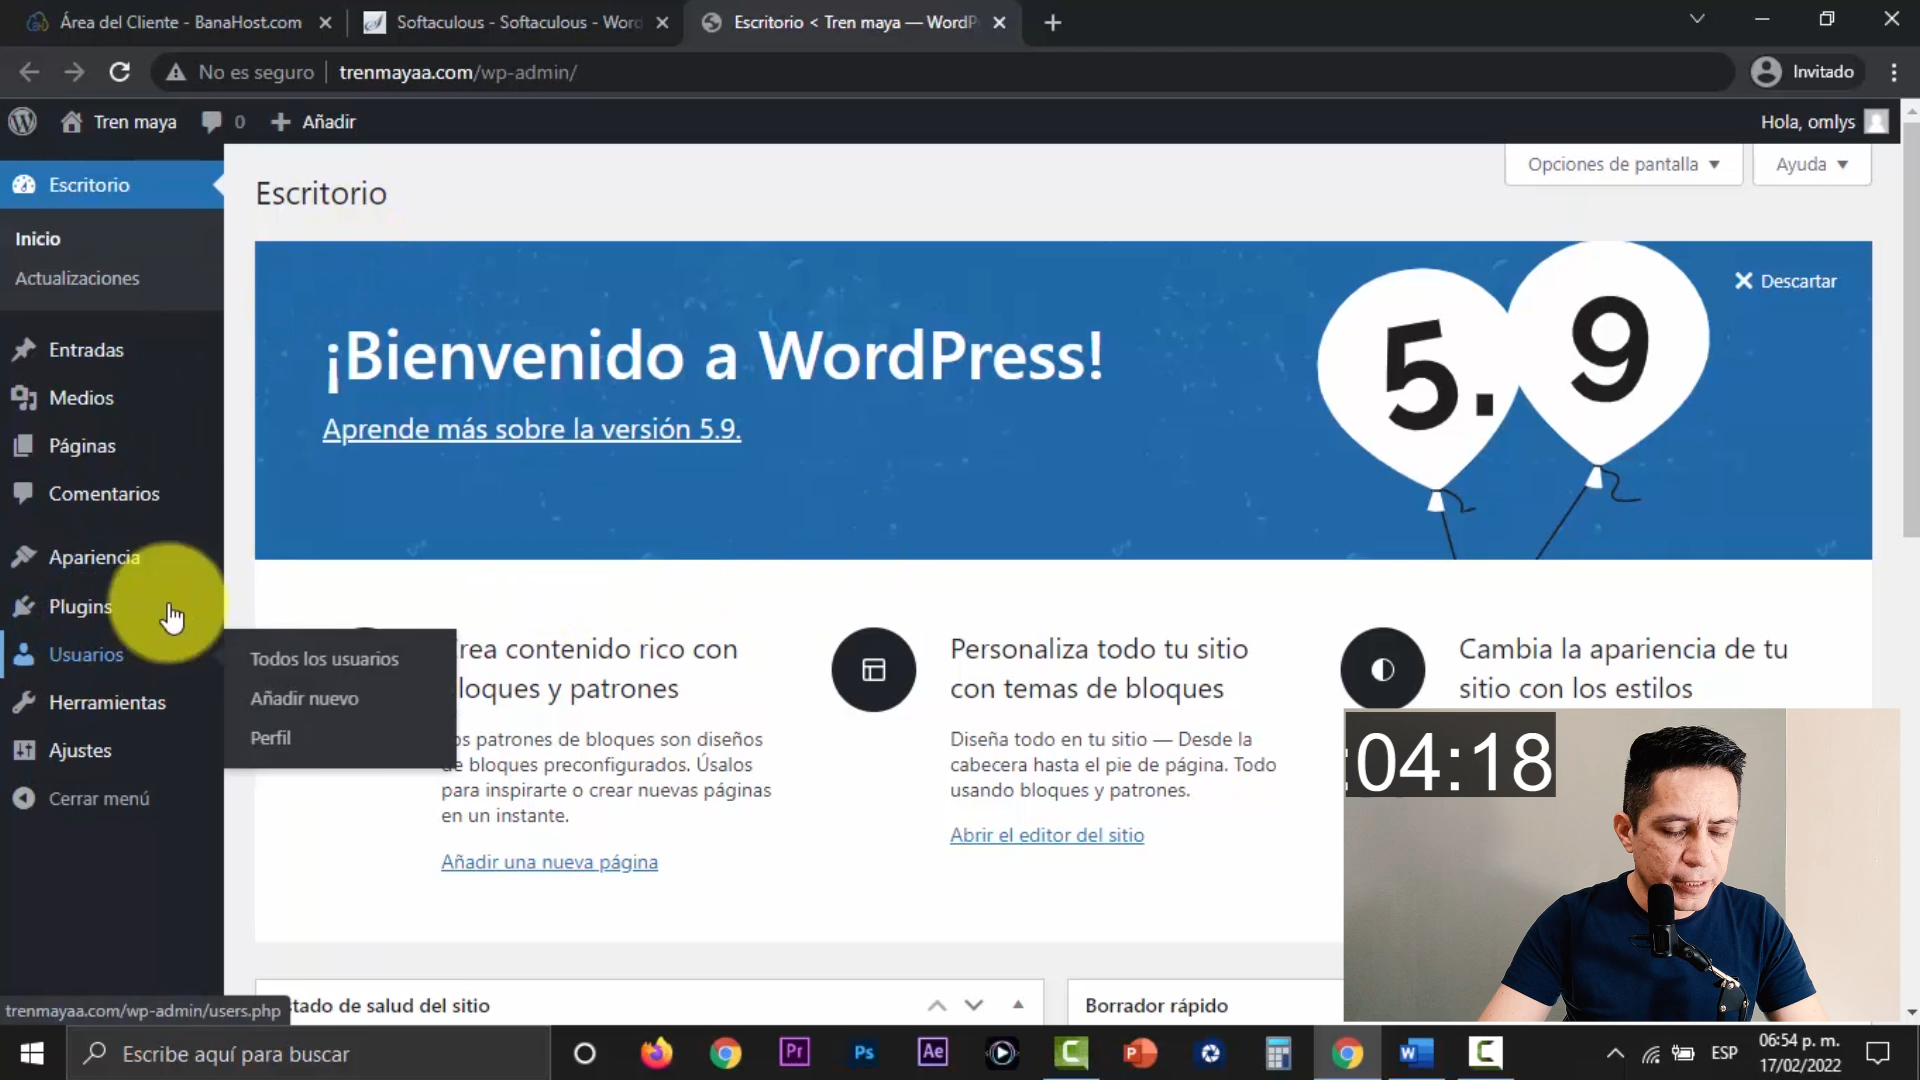 Área del Cliente - BanaHost.com
Softaculous - Softaculous - Word
Escritorio < Tren maya — WordP
No es seguro
trenmayaa.com/wp-admin/
Invitado
Tren maya
0
Añadir
Hola, omlys
Opciones de pantalla
Ayuda
Escritorio
Inicio
Actualizaciones
Entradas
Medios
Páginas
Comentarios
Apariencia
Plugins
Usuarios
Herramientas
Ajustes
Cerrar menú
Todos los usuarios
Añadir nuevo
Perfil
Escritorio
Descartar
¡Bienvenido a WordPress!
Aprende más sobre la versión 5.9.
5.9
rea contenido rico con
loques y patrones
os patrones de bloques son diseños
de bloques preconfigurados. Úsalos
para inspirarte o crear nuevas páginas
en un instante.
Añadir una nueva página
Personaliza todo tu sitio
con temas de bloques
Diseña todo en tu sitio — Desde la
cabecera hasta el pie de página. Todo
usando bloques y patrones.
Abrir el editor del sitio
Cambia la apariencia de tu
sitio con los estilos
:04:18
tado de salud del sitio
Borrador rápido
trenmayaa.com/wp-admin/users.php
Escribe aquí para buscar
Pr
Ps
Ae
ESP
06:54 p. m.
17/02/2022